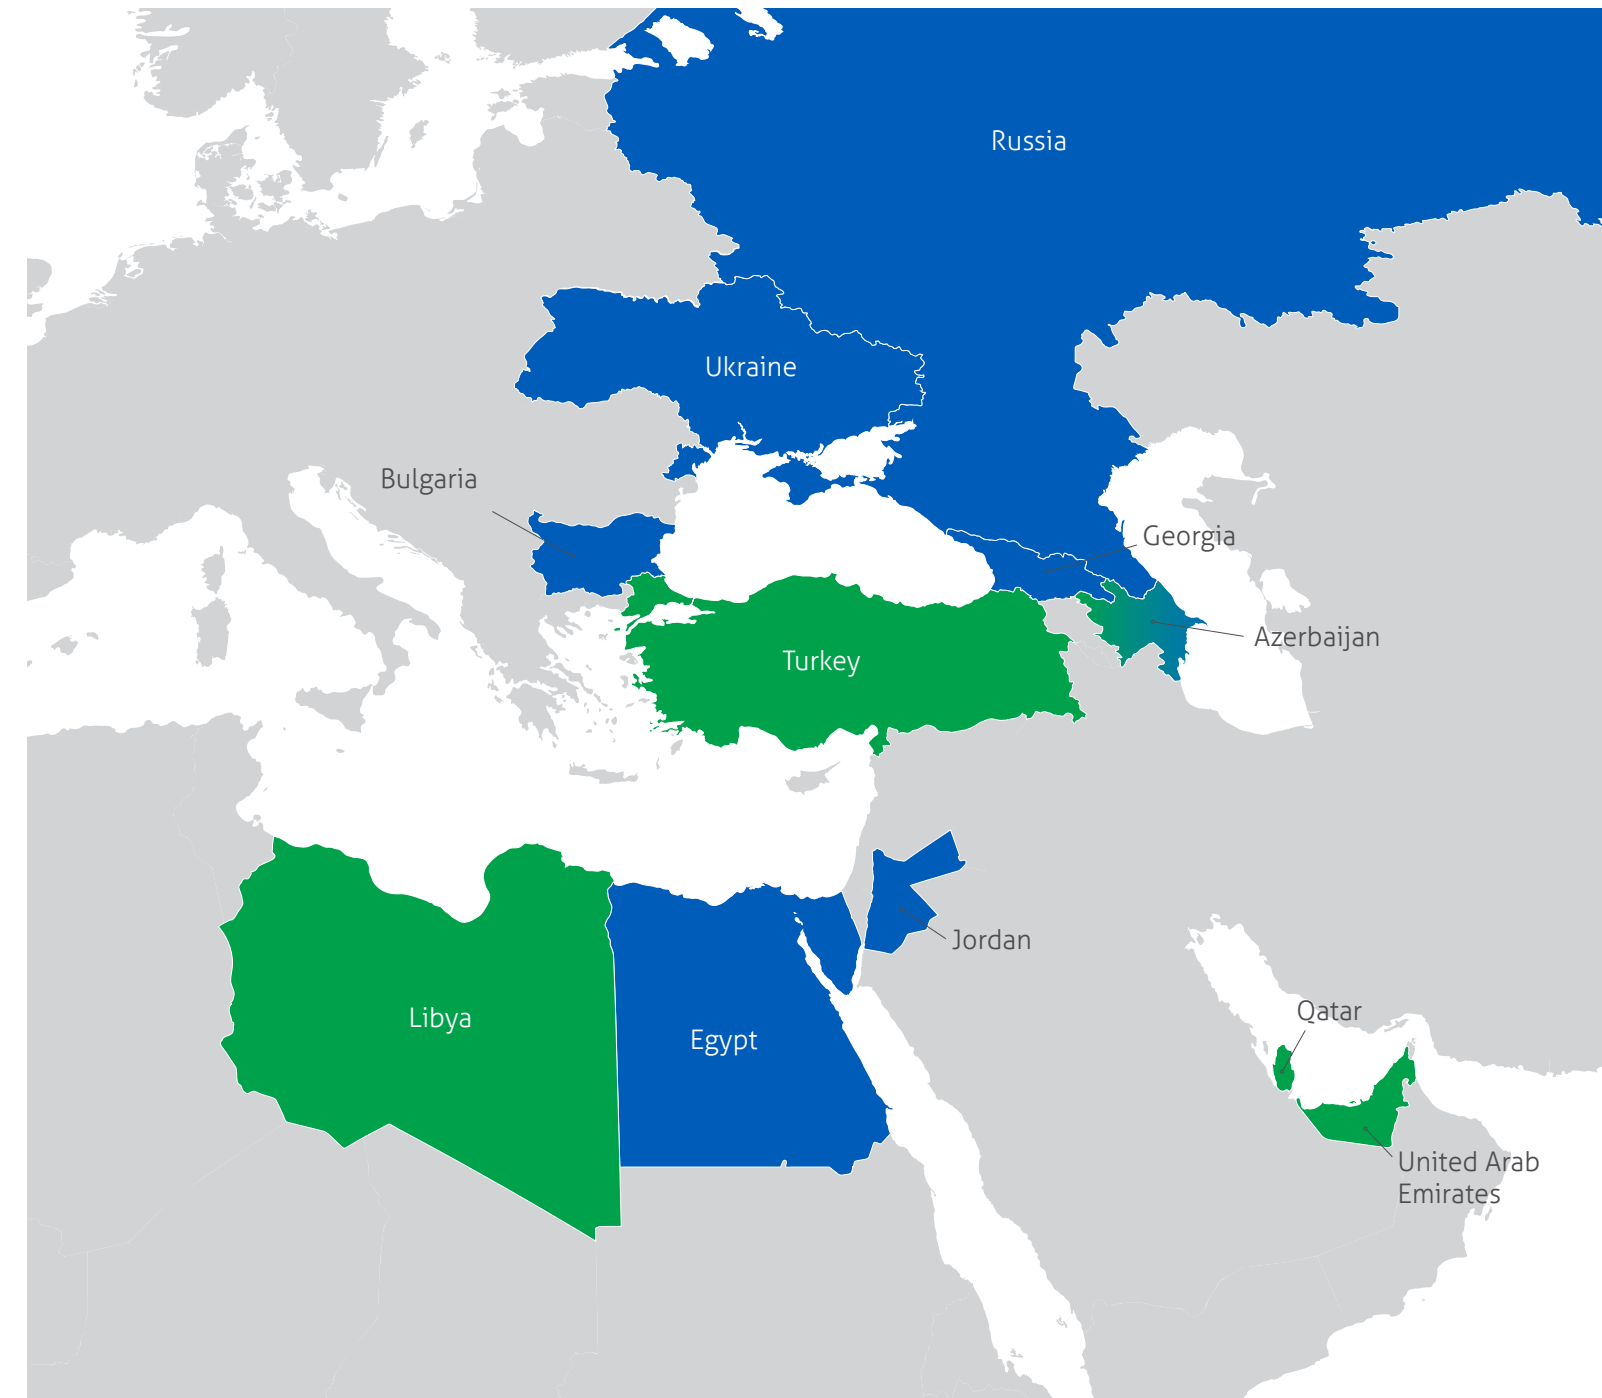 Russia
Ukraine
Bulgaria
Georgia
Azerbaijan
Turkey
Jordan
Libya
Egypt
Qatar
United Arab
Emirates